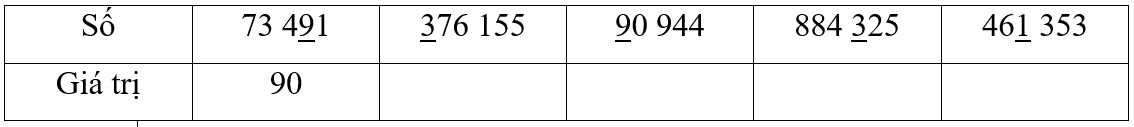 Số 73 491 376 155 90 944 884 325 461 353
Giá trị 90